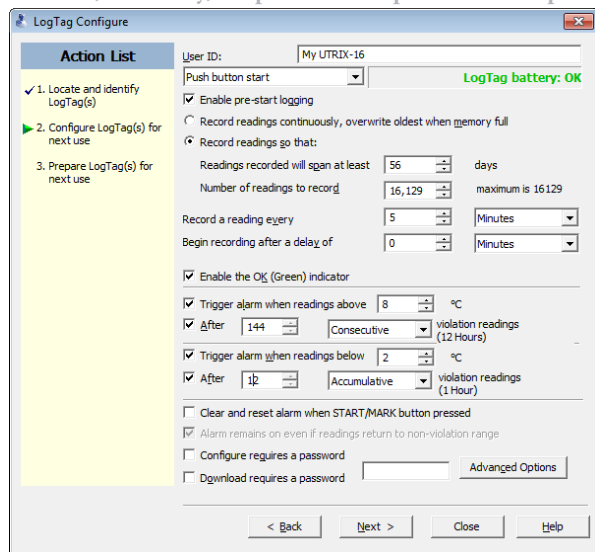 LogTag Configure
Action List
1. Locate and identify
LogTag(s)
2. Configure LogTag(s) for
next use
3. Prepare LogTag(s) for
next use
User ID: My UTRIX-16
Push button start LogTag battery: OK
Enable pre-start logging
Record readings continuously, overwrite oldest when memory full
Record readings so that:
Readings recorded will span at least 56 days
Number of readings to record 16,129 maximum is 16129
Record a reading every 5 Minutes
Begin recording after a delay of 0 Minutes
Enable the OK (Green) indicator
Trigger alarm when readings above 8 °C
After 144 Consecutive violation readings
(12 Hours)
Trigger alarm when readings below 2 °C
After 12 Accumulative violation readings
(1 Hour)
Clear and reset alarm when START/MARK button pressed
Alarm remains on even if readings return to non-violation range
Configure requires a password
Download requires a password Advanced Options
< Back Next > Close Help